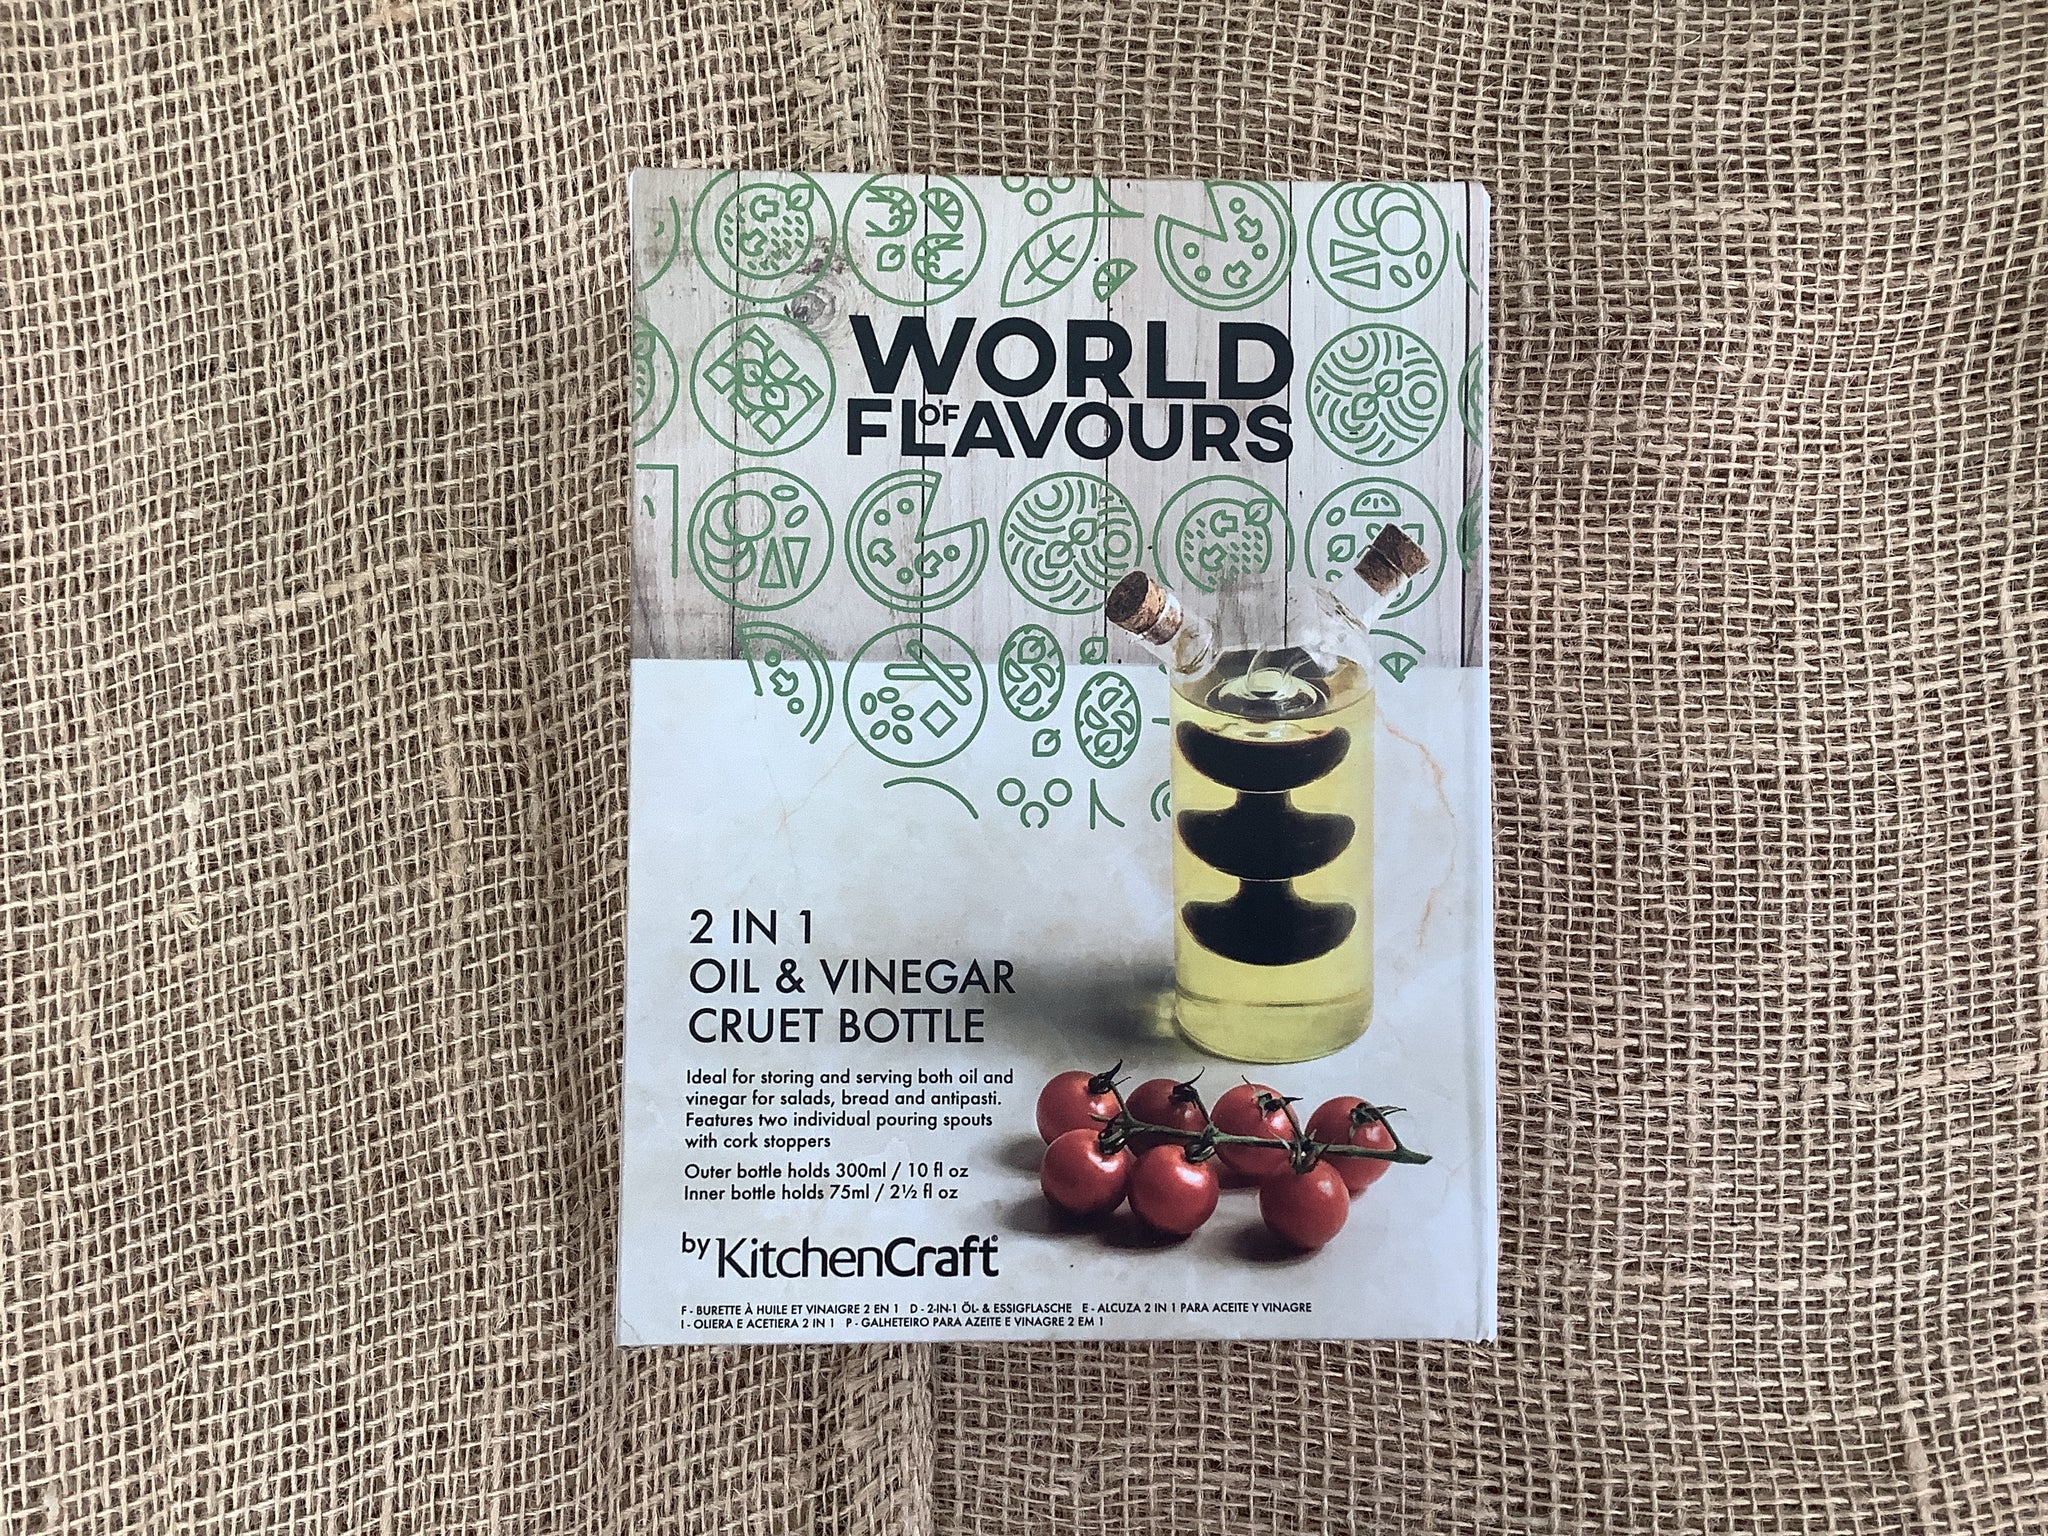 WORLD
OF
FLAVOURS
2 IN 1
OIL & VINEGAR
CRUET BOTTLE
Ideal for storing and serving both oil and
vinegar for salads, bread and antipasti.
Features two individual pouring spouts
with cork stoppers
Outer bottle holds 300ml / 10 fl oz
Inner bottle holds 75ml / 2½ fl oz
by KitchenCraft®
F - BURETTE À HUILE ET VINAIGRE 2 EN 1 D - 2-IN-1 ÖL- & ESSIGFLASCHE E - ALCUZA 2 IN 1 PARA ACEITE Y VINAGRE
I - OLIERA E ACETIERA 2 IN 1 P - GALHETEIRO PARA AZEITE E VINAGRE 2 EM 1